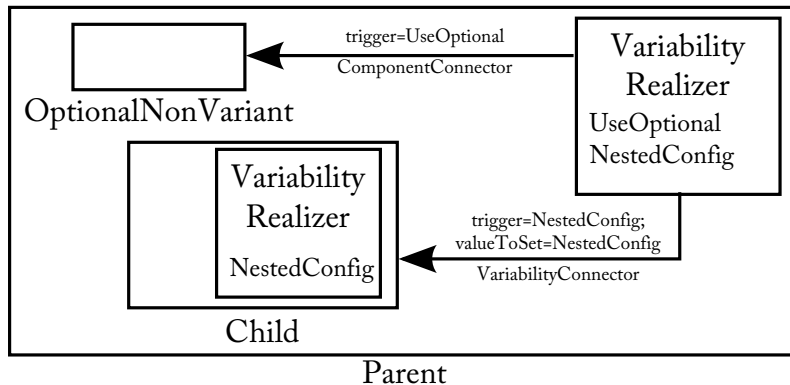 trigger=UseOptional
ComponentConnector
OptionalNonVariant
Variability
Realizer
UseOptional
NestedConfig
Variability
Realizer
NestedConfig
trigger=NestedConfig;
valueToSet=NestedConfig
VariabilityConnector
Child
Parent